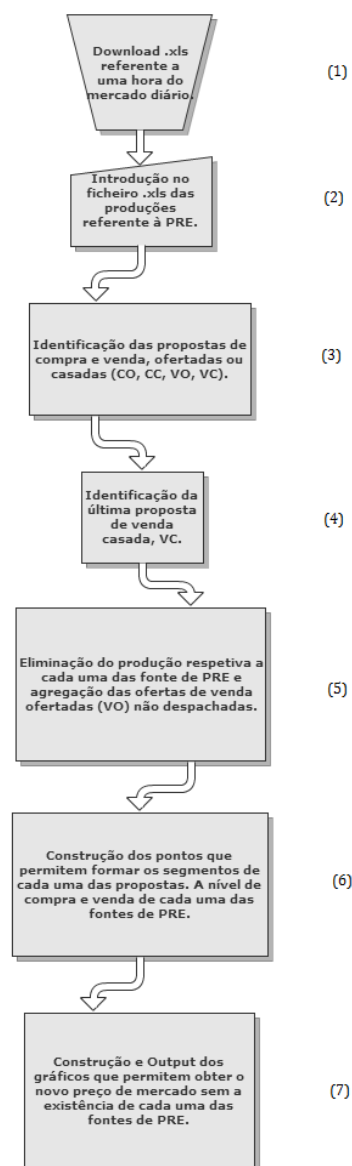 Download .xls
referente a
uma hora do
mercado diário.
(1)
Introdução no
ficheiro .xls das
produções
referente à PRE.
(2)
Identificação das propostas de
compra e venda, ofertadas ou
casadas (CO, CC, VO, VC).
(3)
Identificação da
última proposta
de venda
casada, VC.
(4)
Eliminação do produção respetiva a
cada uma das fonte de PRE e
agregação das ofertas de venda
ofertadas (VO) não despachadas.
(5)
Construção dos pontos que
permitem formar os segmentos de
cada uma das propostas. A nível de
compra e venda de cada uma das
fontes de PRE.
(6)
Construção e Output dos
gráficos que permitem obter o
novo preço de mercado sem a
existência de cada uma das
fontes de PRE.
(7)